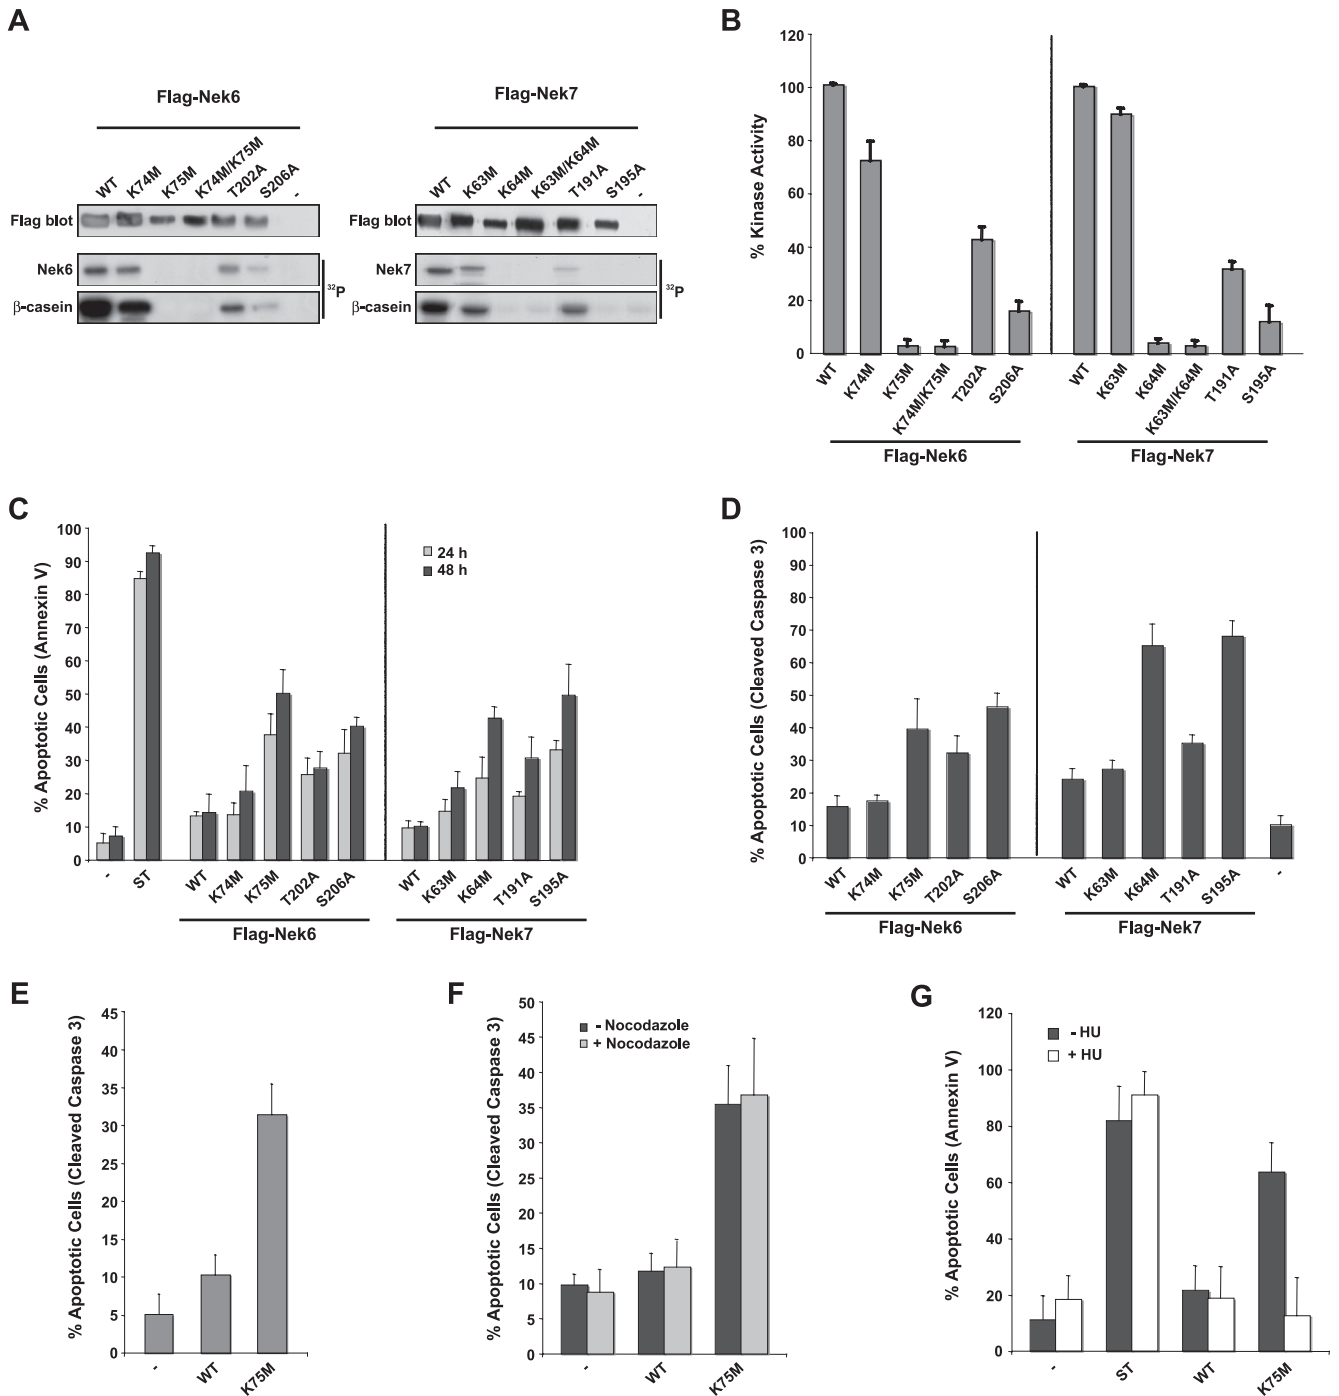 A
Flag-Nek6
WT K74M K75M K74M/K75M T202A S206A -
Flag blot
Nek6
β-casein
32P
Flag-Nek7
WT K63M K64M K63M/K64M T191A S195A -
Flag blot
Nek7
β-casein
32P
B
% Kinase Activity
120
100
80
60
40
20
0
WT K74M K75M K74M/K75M T202A S206A
Flag-Nek6
WT K63M K64M K63M/K64M T191A S195A
Flag-Nek7
C
% Apoptotic Cells (Annexin V)
100
90
80
70
60
50
40
30
20
10
0
24 h
48 h
- ST WT K74M K75M T202A S206A
Flag-Nek6
WT K63M K64M T191A S195A
Flag-Nek7
D
% Apoptotic Cells (Cleaved Caspase 3)
100
90
80
70
60
50
40
30
20
10
0
WT K74M K75M T202A S206A
Flag-Nek6
WT K63M K64M T191A S195A -
Flag-Nek7
E
% Apoptotic Cells (Cleaved Caspase 3)
45
40
35
30
25
20
15
10
5
0
- WT K75M
F
% Apoptotic Cells (Cleaved Caspase 3)
50
45
40
35
30
25
20
15
10
5
0
- Nocodazole
+ Nocodazole
- WT K75M
G
% Apoptotic Cells (Annexin V)
120
100
80
60
40
20
0
- HU
+ HU
- ST WT K75M